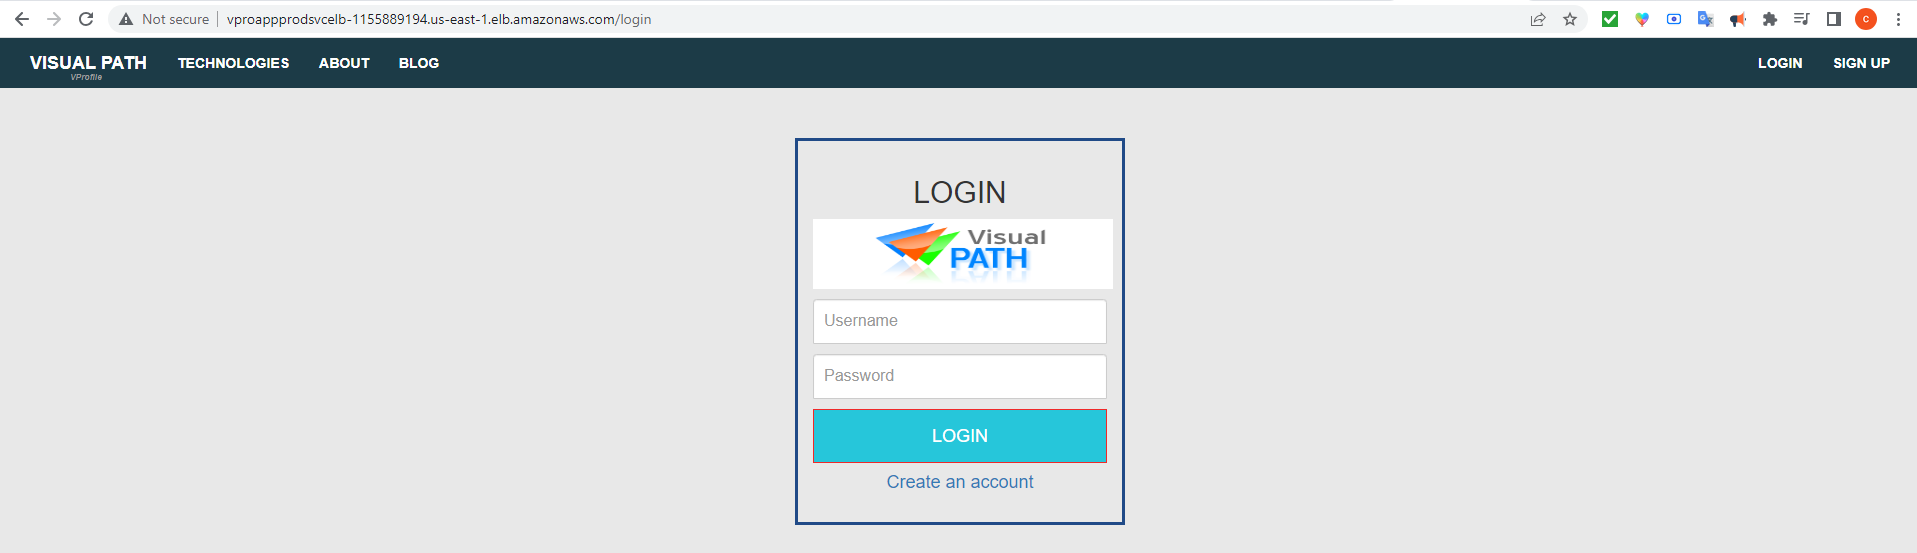 Not secure | vproappprodsvcelb-1155889194.us-east-1.elb.amazonaws.com/login
C
VISUAL PATH TECHNOLOGIES ABOUT BLOG LOGIN SIGN UP
VProfile
LOGIN
Visual
PATH
Username
Password
LOGIN
Create an account